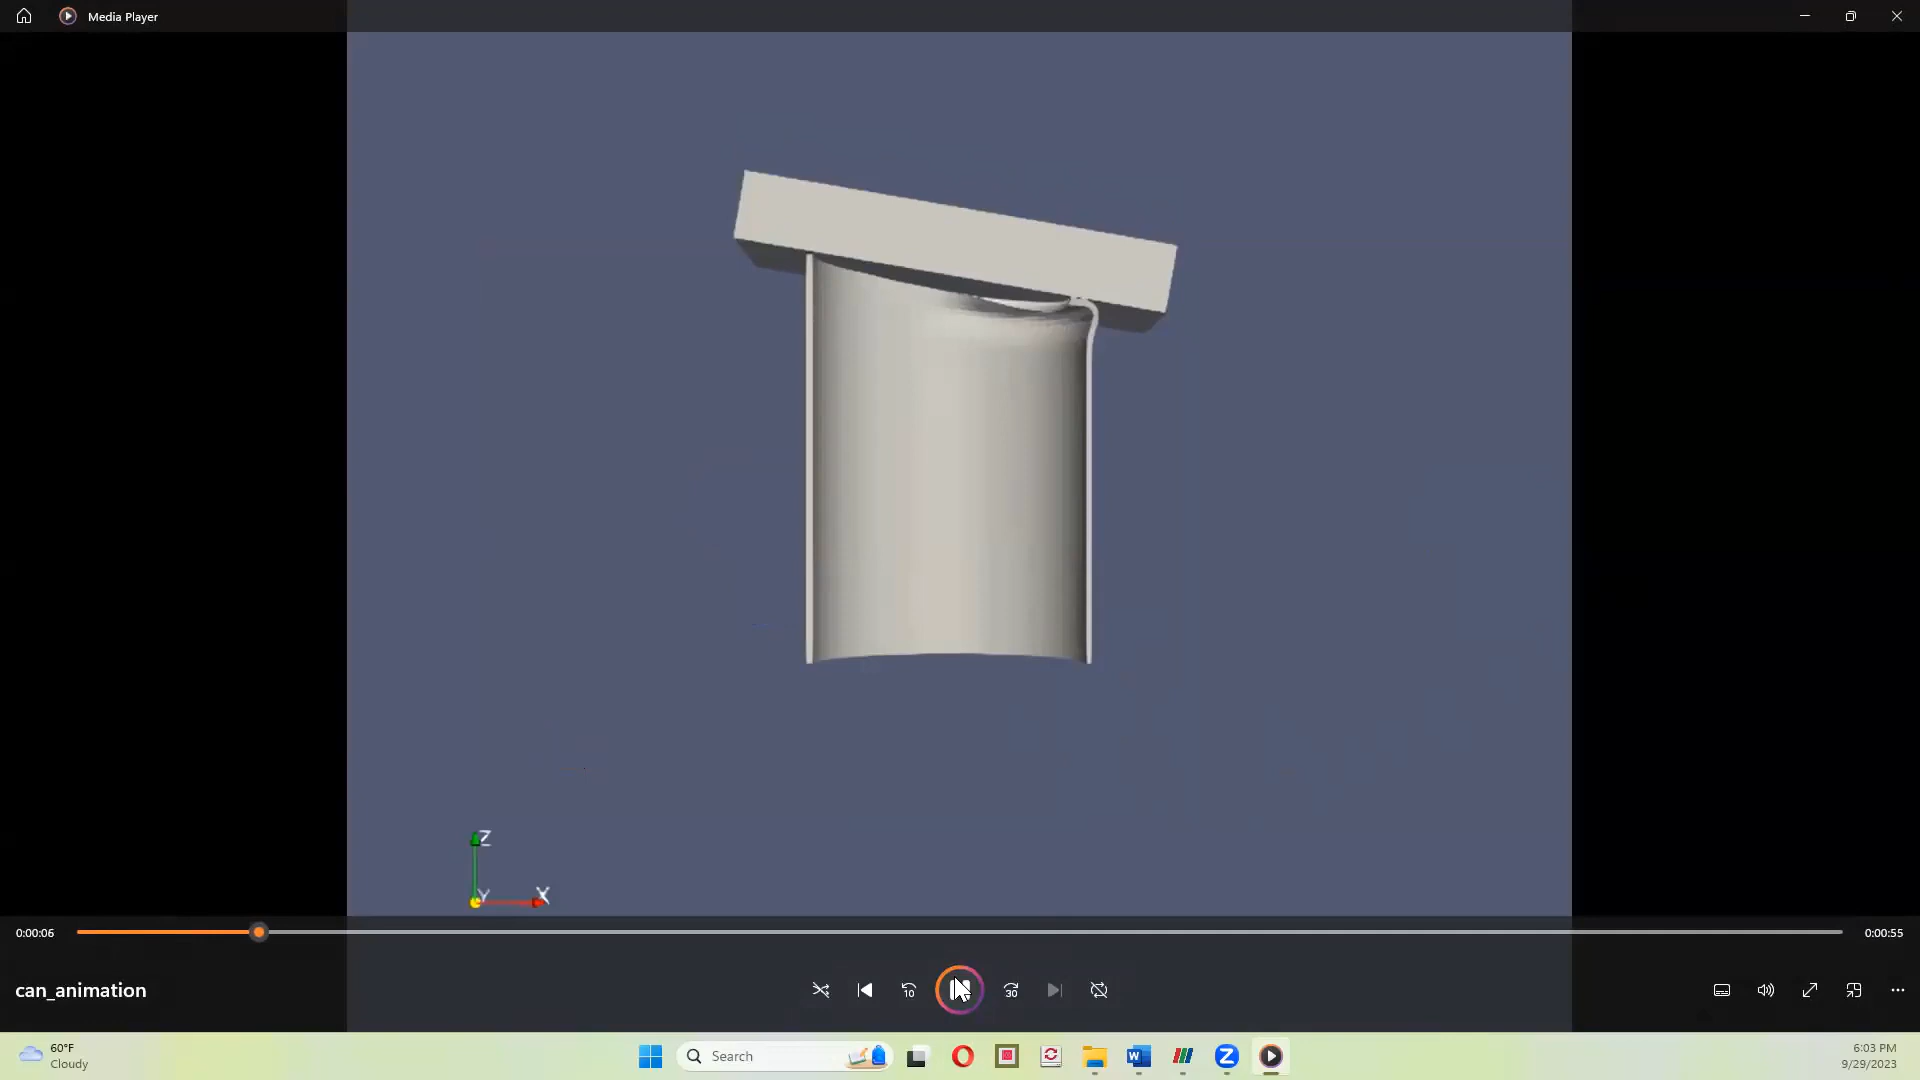 Media Player
Z
Y
X
0:00:06
0:00:55
can_animation
10
30
60°F
Cloudy
Search
6:03 PM
9/29/2023